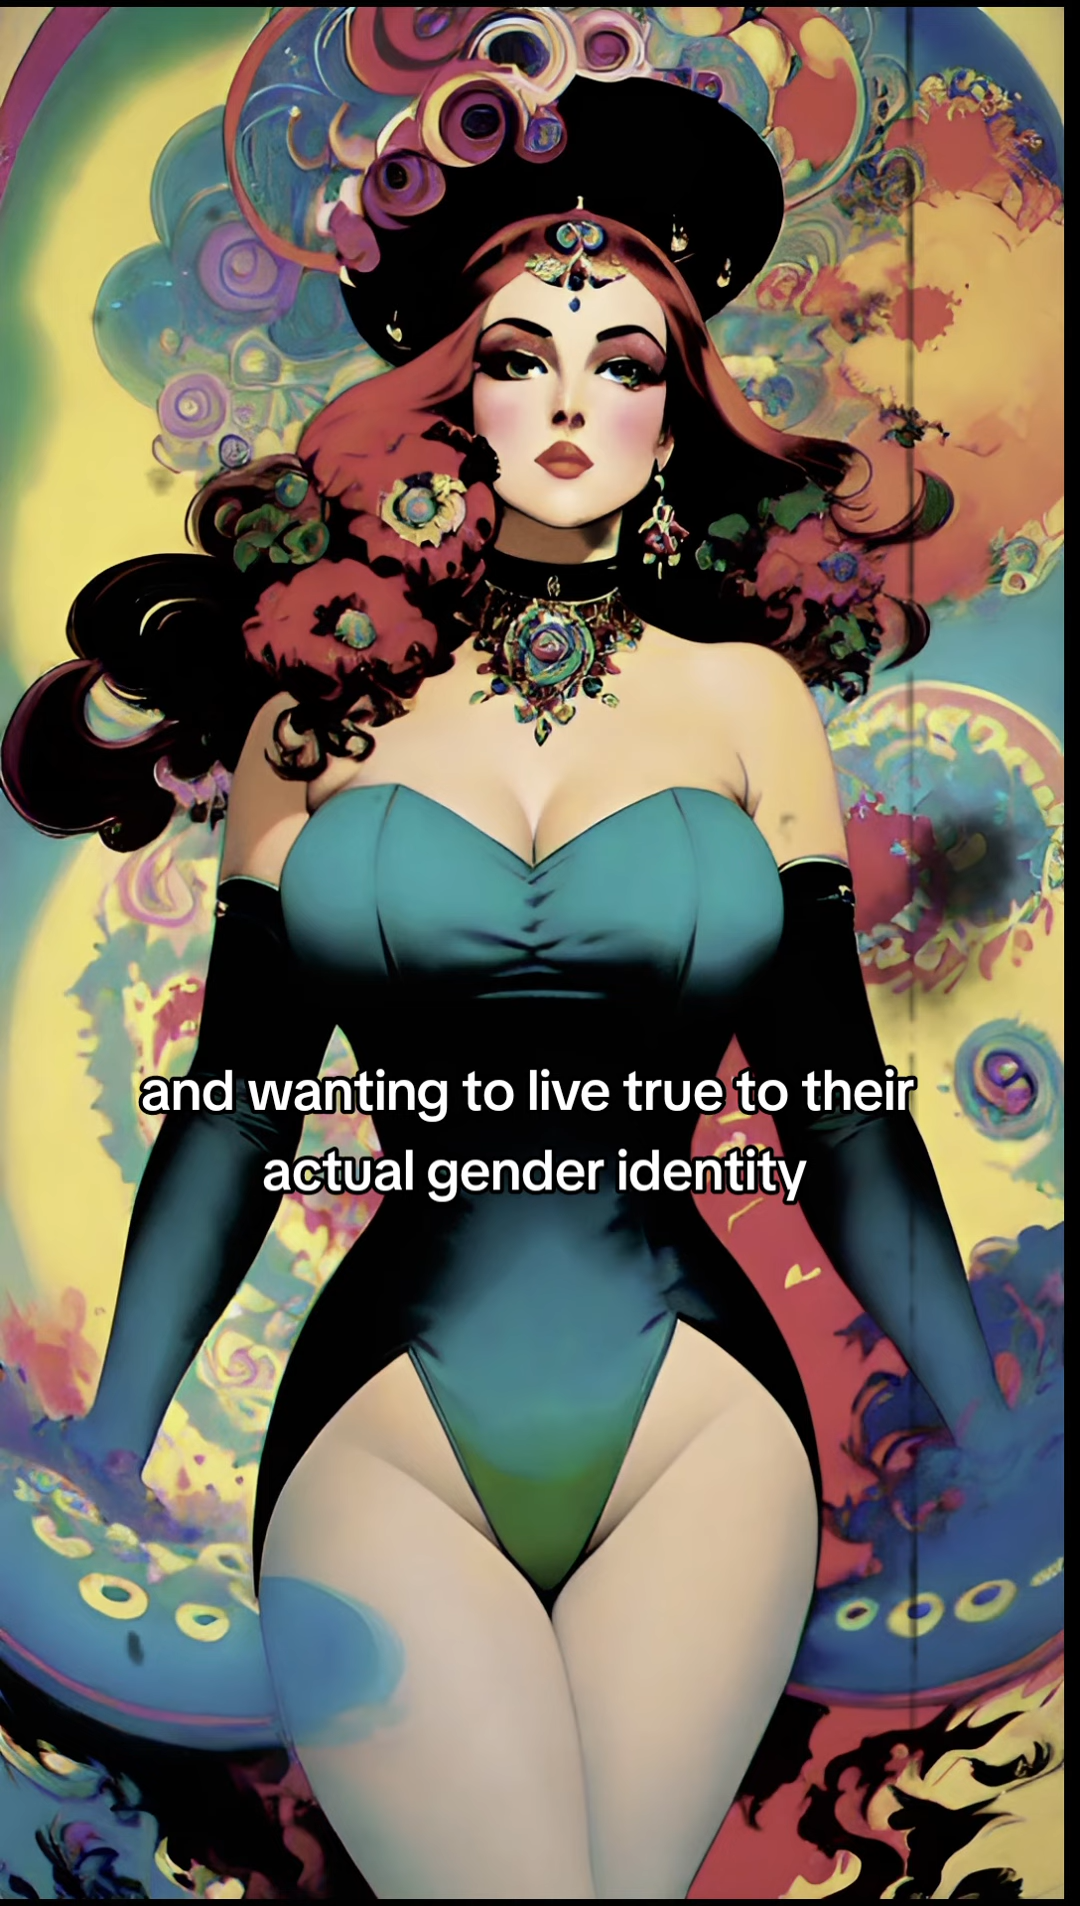 and wanting to live true to their
actual gender identity